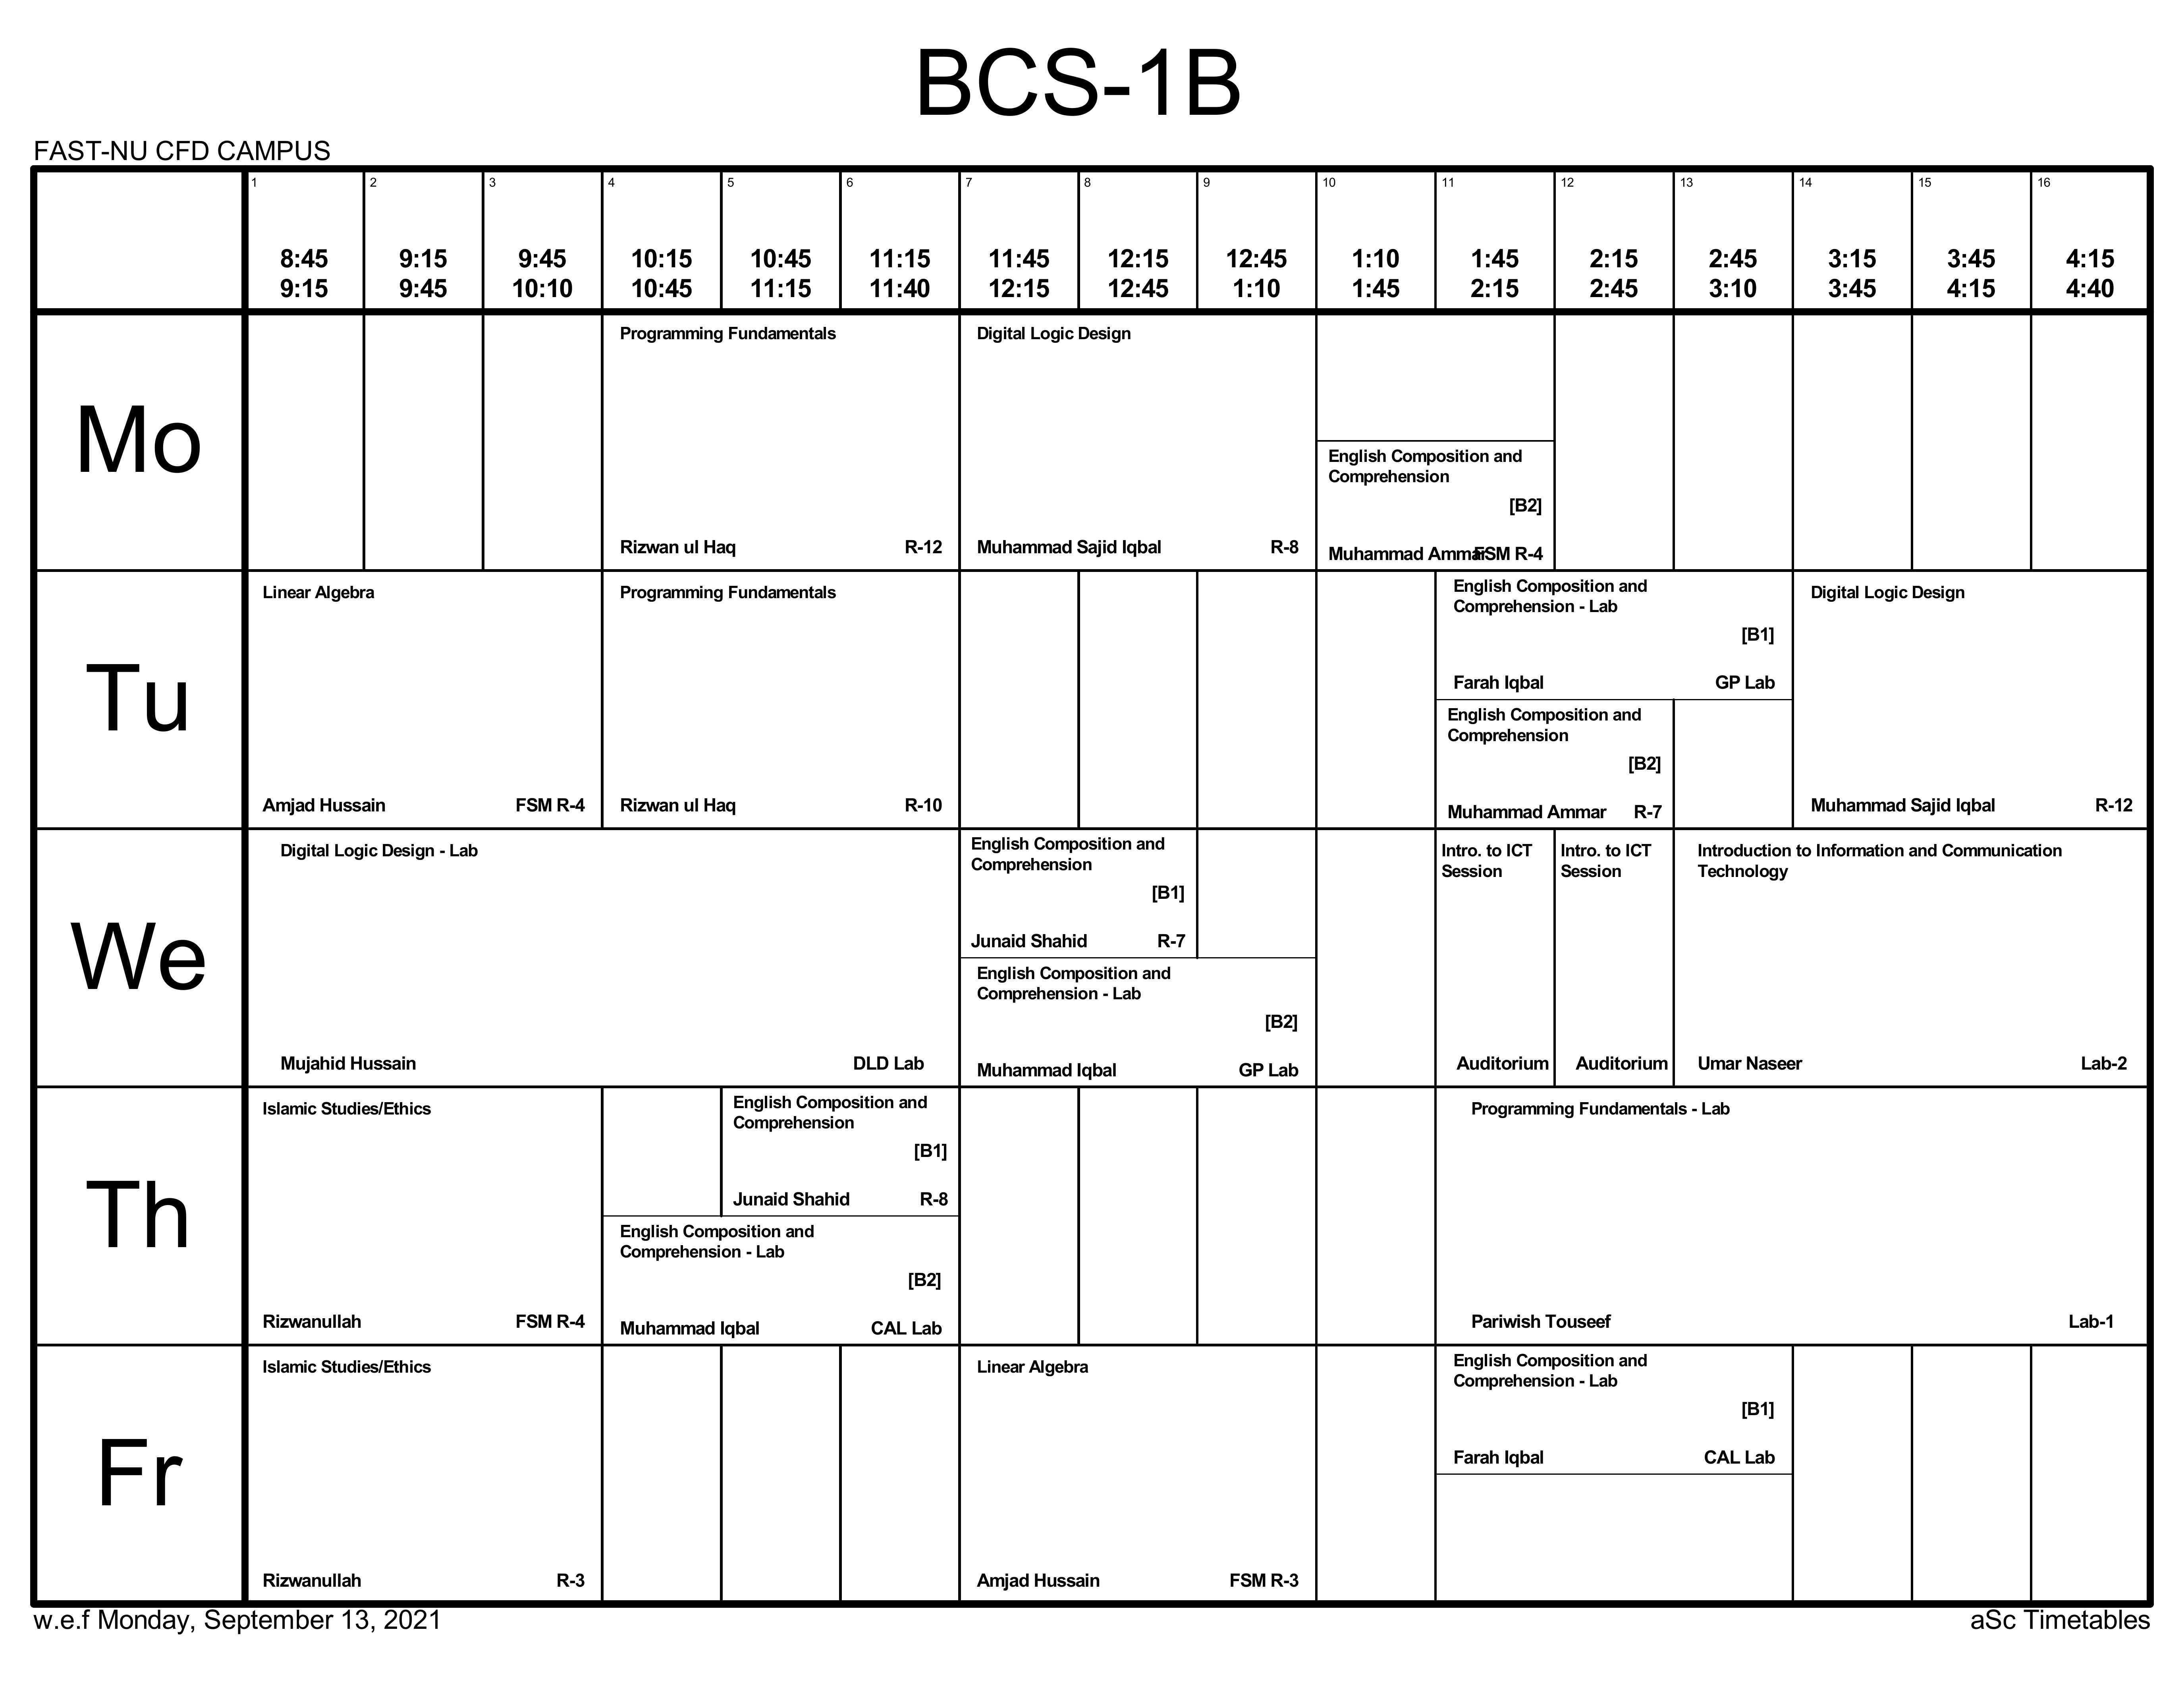 BCS-1B
FAST-NU CFD CAMPUS
1 2 3 4 5 6 7 8 9 10 11 12 13 14 15 16
8:45 9:15 9:45 10:15 10:45 11:15 11:45 12:15 12:45 1:10 1:45 2:15 2:45 3:15 3:45 4:15
9:15 9:45 10:10 10:45 11:15 11:40 12:15 12:45 1:10 1:45 2:15 2:45 3:10 3:45 4:15 4:40
Mo
Programming Fundamentals
Rizwan ul Haq R-12
Digital Logic Design
Muhammad Sajid Iqbal R-8
English Composition and
Comprehension
[B2]
Muhammad Ammar FSM R-4
Tu
Linear Algebra
Amjad Hussain FSM R-4
Programming Fundamentals
Rizwan ul Haq R-10
English Composition and
Comprehension - Lab
[B1]
Farah Iqbal GP Lab
English Composition and
Comprehension
[B2]
Muhammad Ammar R-7
Digital Logic Design
Muhammad Sajid Iqbal R-12
We
Digital Logic Design - Lab
Mujahid Hussain DLD Lab
English Composition and
Comprehension
[B1]
Junaid Shahid R-7
English Composition and
Comprehension - Lab
[B2]
Muhammad Iqbal GP Lab
Intro. to ICT
Session
Auditorium
Intro. to ICT
Session
Auditorium
Introduction to Information and Communication
Technology
Umar Naseer Lab-2
Th
Islamic Studies/Ethics
Rizwanullah FSM R-4
English Composition and
Comprehension
[B1]
Junaid Shahid R-8
English Composition and
Comprehension - Lab
[B2]
Muhammad Iqbal CAL Lab
Programming Fundamentals - Lab
Pariwish Touseef Lab-1
Fr
Islamic Studies/Ethics
Rizwanullah R-3
Linear Algebra
Amjad Hussain FSM R-3
English Composition and
Comprehension - Lab
[B1]
Farah Iqbal CAL Lab
w.e.f Monday, September 13, 2021
aSc Timetables